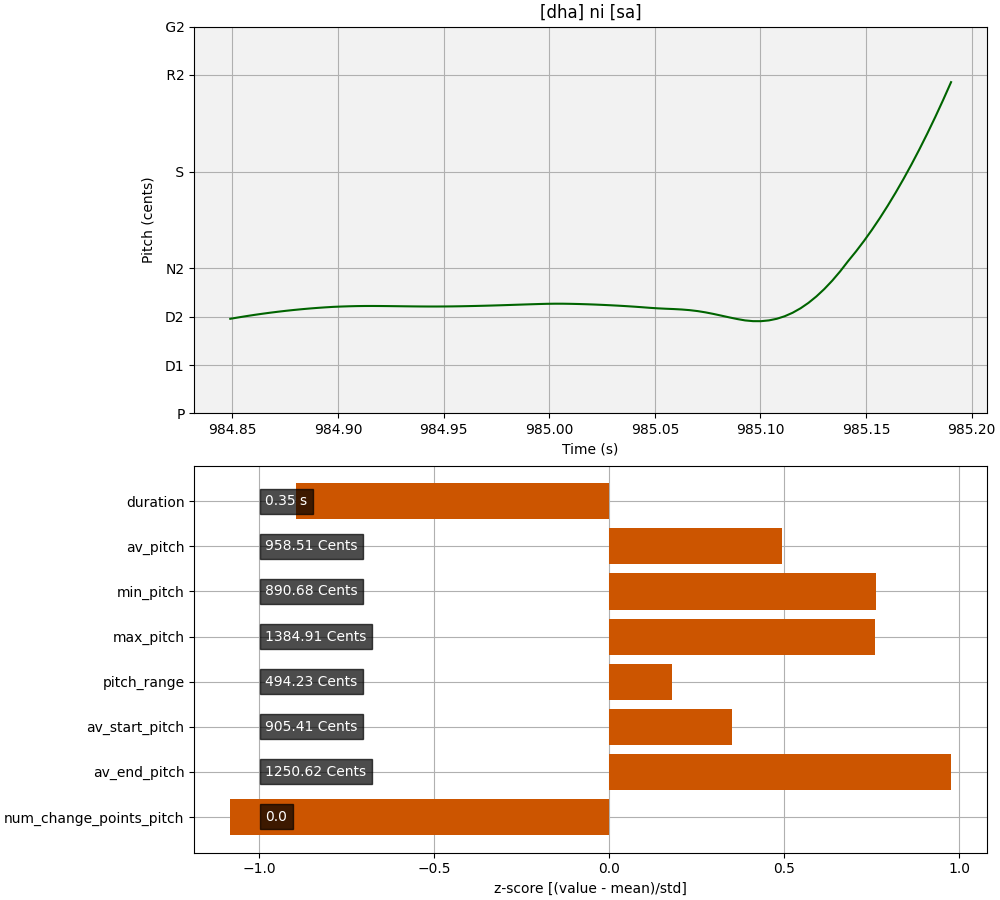 [dha] ni [sa]
G2
R2
S
N2
D2
D1
P
Pitch (cents)
984.85 984.90 984.95 985.00 985.05 985.10 985.15 985.20
Time (s)
duration 0.35 s
av_pitch 958.51 Cents
min_pitch 890.68 Cents
max_pitch 1384.91 Cents
pitch_range 494.23 Cents
av_start_pitch 905.41 Cents
av_end_pitch 1250.62 Cents
num_change_points_pitch 0.0
−1.0 −0.5 0.0 0.5 1.0
z-score [(value - mean)/std]